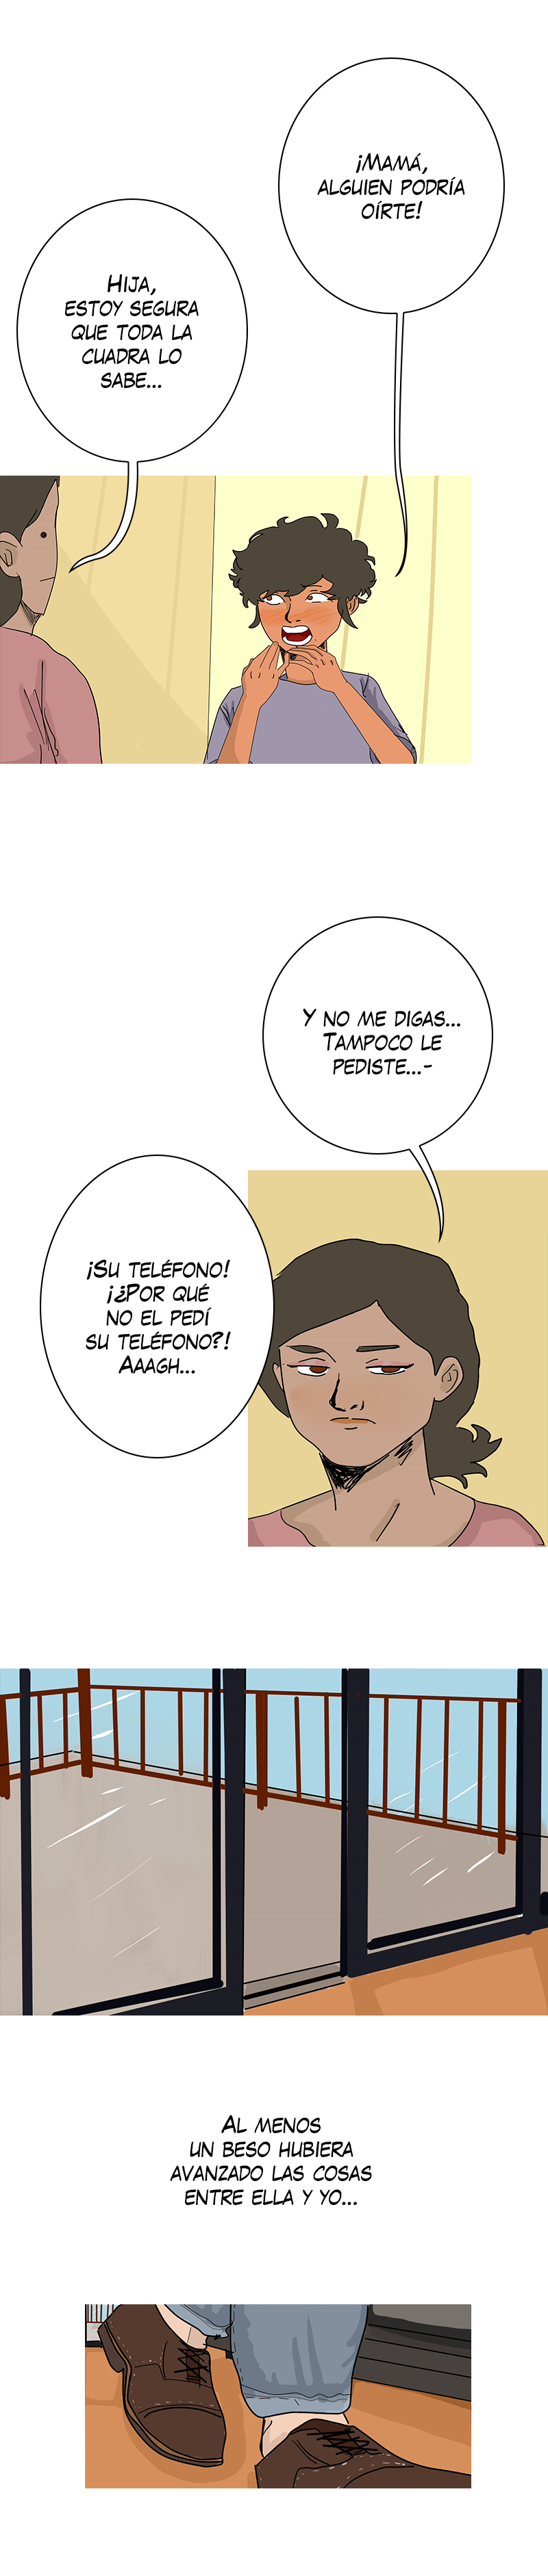 ¡Mamá,
alguien podría
oírte!
Hija,
estoy segura
que toda la
cuadra lo
sabe...
Y no me digas...
Tampoco le
pediste...-
¡Su teléfono!
¡¿Por qué
no el pedí
su teléfono?!
Aaagh...
Al menos
un beso hubiera
avanzado las cosas
entre ella y yo...